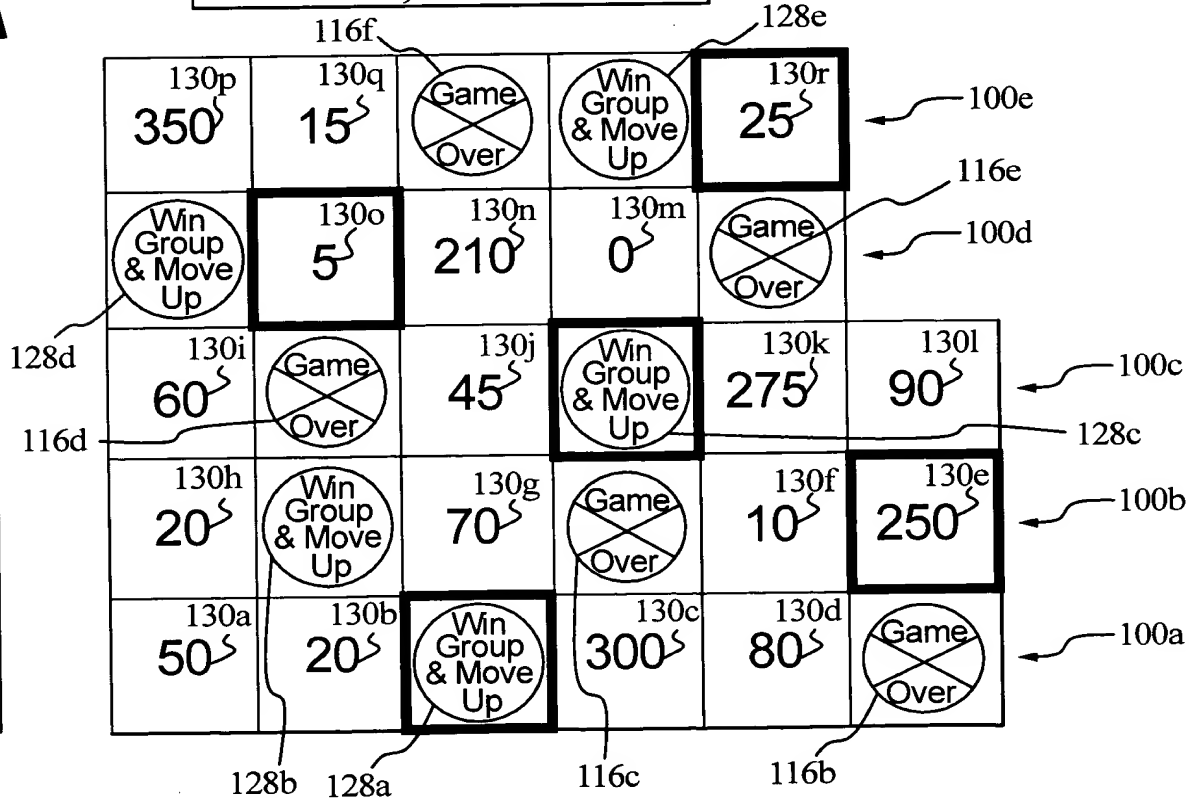 116f 128e
130p 130q Game Over Win Group & Move Up 130r
350 15 25 100e
116e
Win Group & Move Up 130o 130n 130m Game Over
5 210 0 100d
128d
130i Game Over 130j Win Group & Move Up 130k 130l
60 45 275 90 100c
116d 128c
130h Win Group & Move Up 130g Game Over 130f 130e
20 70 10 250 100b
130a 130b Win Group & Move Up 130c 130d Game Over
50 20 300 80 100a
128b 128a 116c 116b